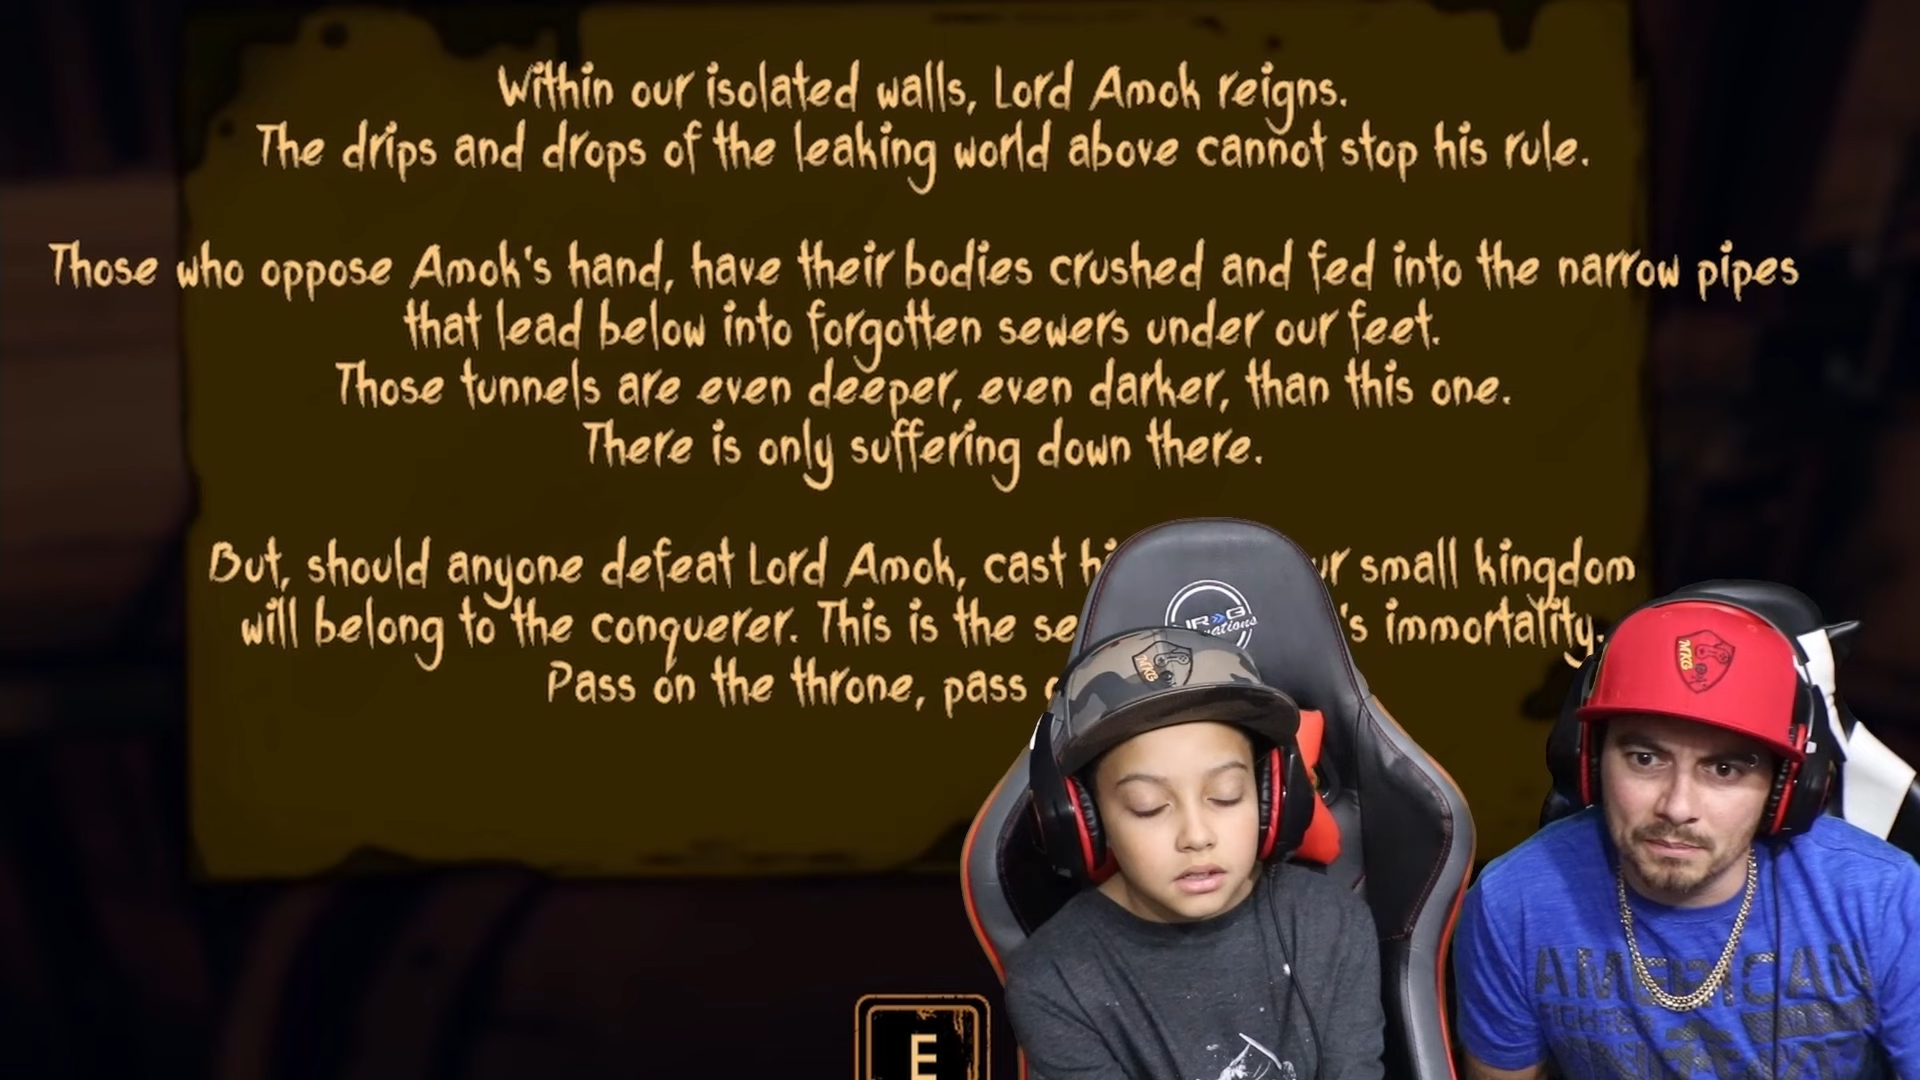 Within our isolated walls, Lord Amok reigns.
The drips and drops of the leaking world above cannot stop his rule.
Those who oppose Amok's hand, have their bodies crushed and fed into the narrow pipes
that lead below into forgotten sewers under our feet.
Those tunnels are even deeper, even darker, than this one.
There is only suffering down there.
But, should anyone defeat Lord Amok, cast small kingdom
will belong to the conquerer. This is the immortality.
Pass on the throne, pass
MKG
MKG
AMERICAN
FIGHTER
E